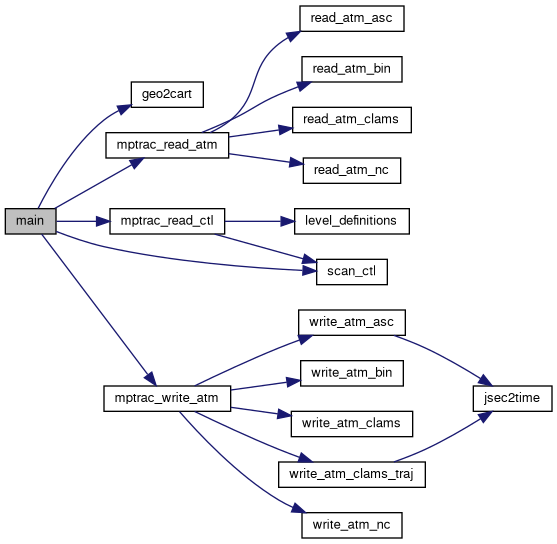 read_atm_asc
read_atm_bin
geo2cart
read_atm_clams
mptrac_read_atm
read_atm_nc
main
mptrac_read_ctl
level_definitions
scan_ctl
write_atm_asc
write_atm_bin
mptrac_write_atm
jsec2time
write_atm_clams
write_atm_clams_traj
write_atm_nc